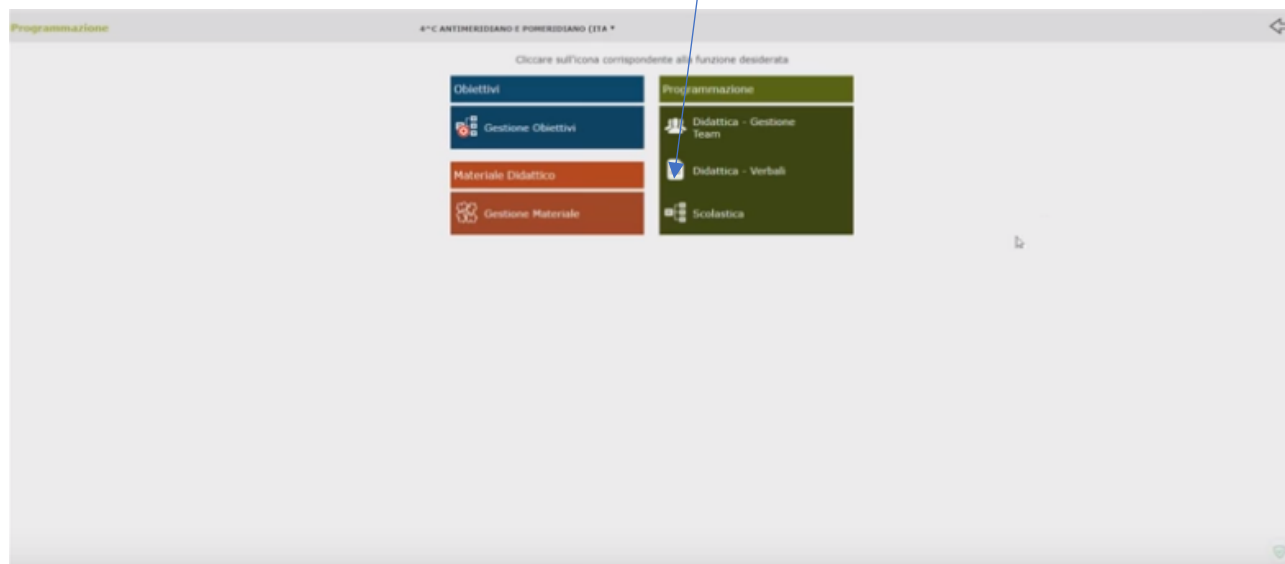 Programmazione
4^C ANTIMERIDIANO E POMERIDIANO (ITA
Cliccare sull'icona corrispondente alla funzione desiderata
Obiettivi
Gestione Obiettivi
Materiale Didattico
Gestione Materiale
Programmazione
Didattica - Gestione
Team
Didattica - Verbali
Scolastica